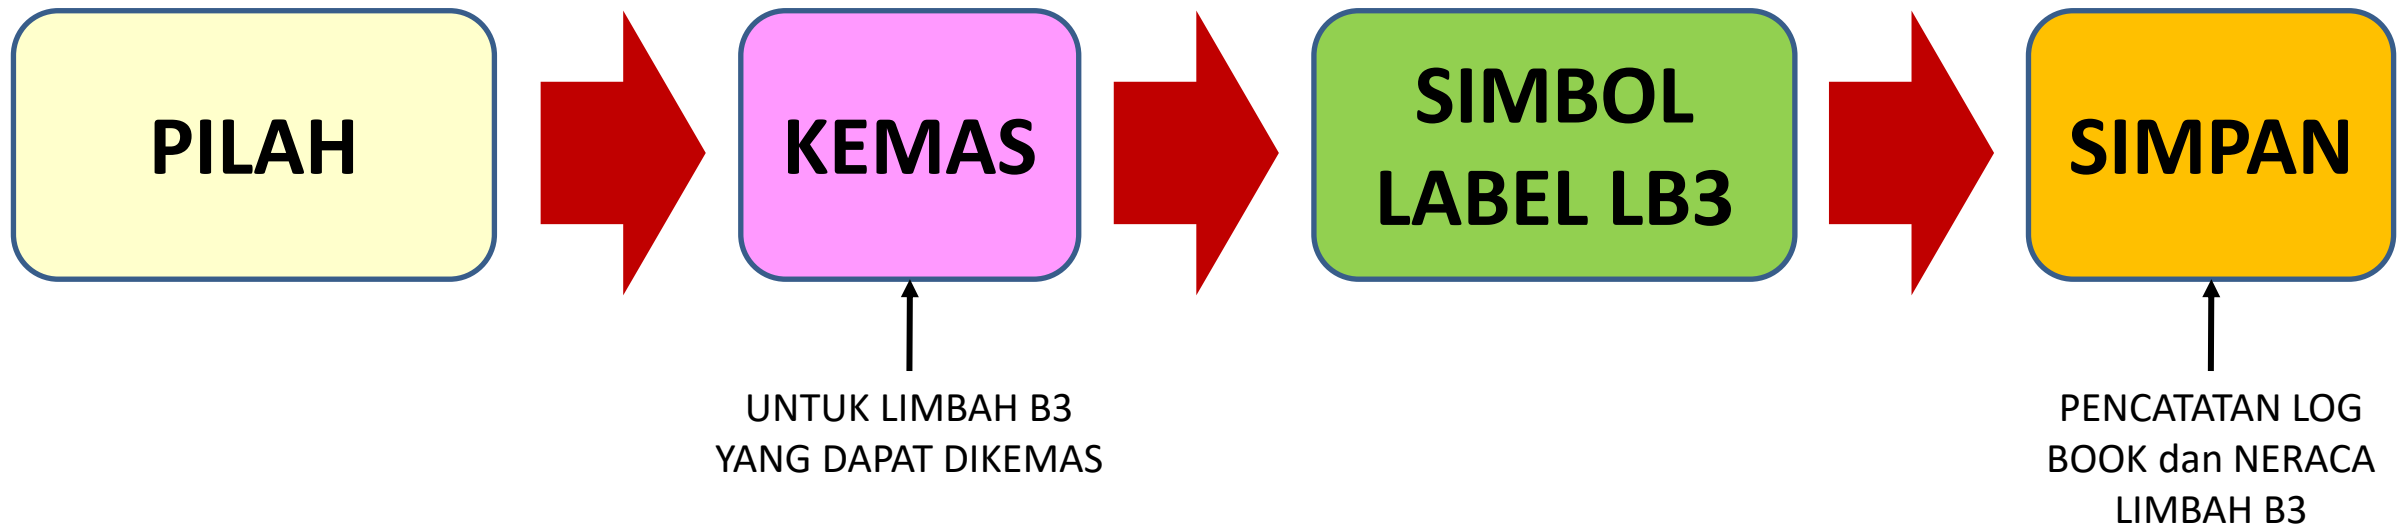 PILAH
KEMAS
SIMBOL
LABEL LB3
SIMPAN
UNTUK LIMBAH B3
YANG DAPAT DIKEMAS
PENCATATAN LOG
BOOK dan NERACA
LIMBAH B3